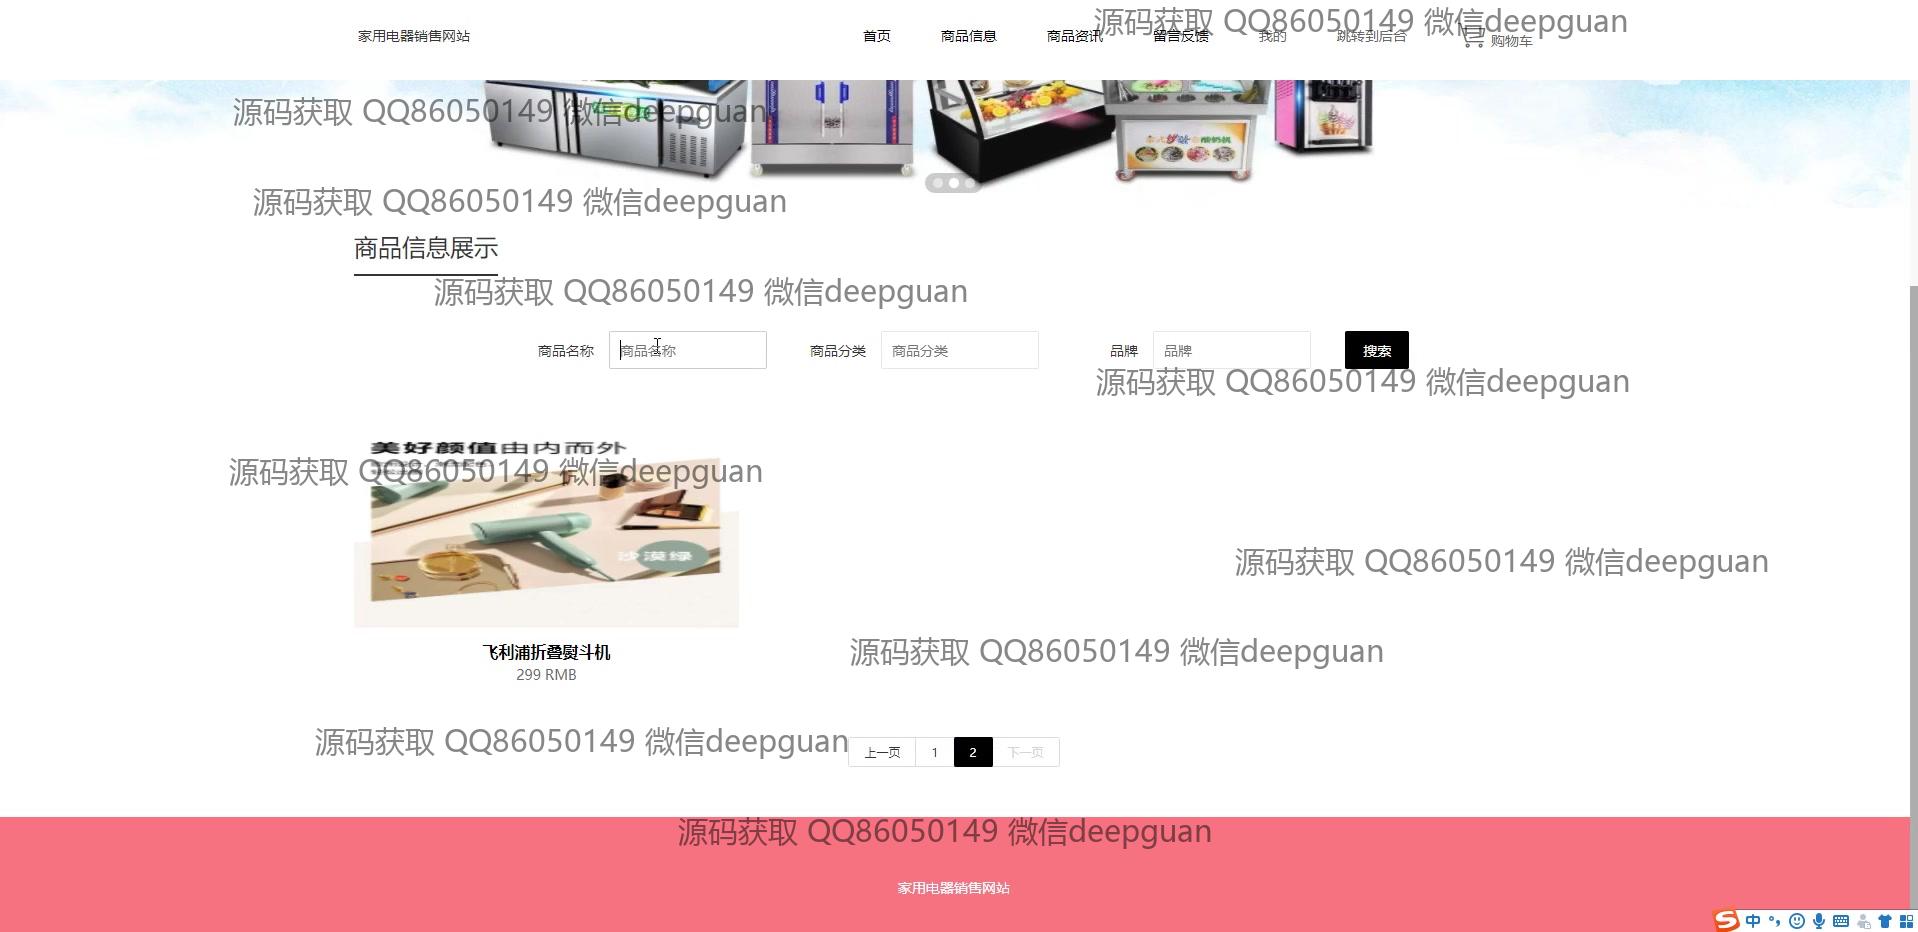 家用电器销售网站 首页 商品信息 商品资讯 留言反馈 我的 跳转到后台 购物车
源码获取 QQ86050149 微信deepguan
源码获取 QQ86050149 微信deepguan
源码获取 QQ86050149 微信deepguan
商品信息展示
源码获取 QQ86050149 微信deepguan
商品名称 商品名称 商品分类 商品分类 品牌 品牌 搜索
源码获取 QQ86050149 微信deepguan
美好颜值由内而外
源码获取 QQ86050149 微信deepguan
沙漠绿
源码获取 QQ86050149 微信deepguan
飞利浦折叠熨斗机
299 RMB
源码获取 QQ86050149 微信deepguan
源码获取 QQ86050149 微信deepguan
上一页 1 2 下一页
源码获取 QQ86050149 微信deepguan
家用电器销售网站
中